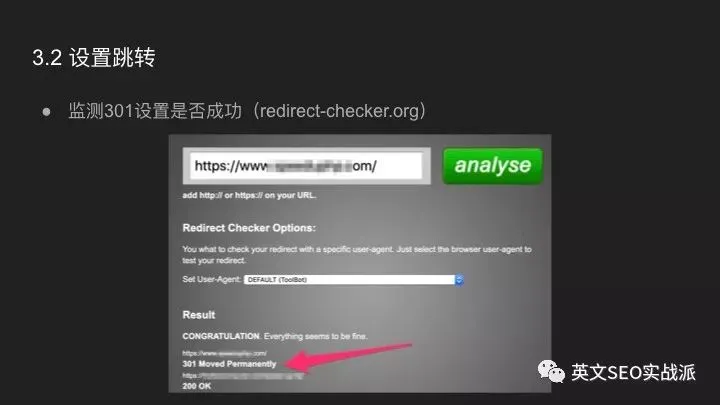 3.2 设置跳转
● 监测301设置是否成功（redirect-checker.org）
https://www. om/
analyse
add http:// or https:// on your URL.
Redirect Checker Options:
You what to check your redirect with a specific user-agent. Just select the browser user-agent to
test your redirect.
Set User-Agent: DEFAULT (ToolBot)
Result
CONGRATULATION. Everything seems to be fine.
https://www. .com/
301 Moved Permanently
https://
200 OK
英文SEO实战派